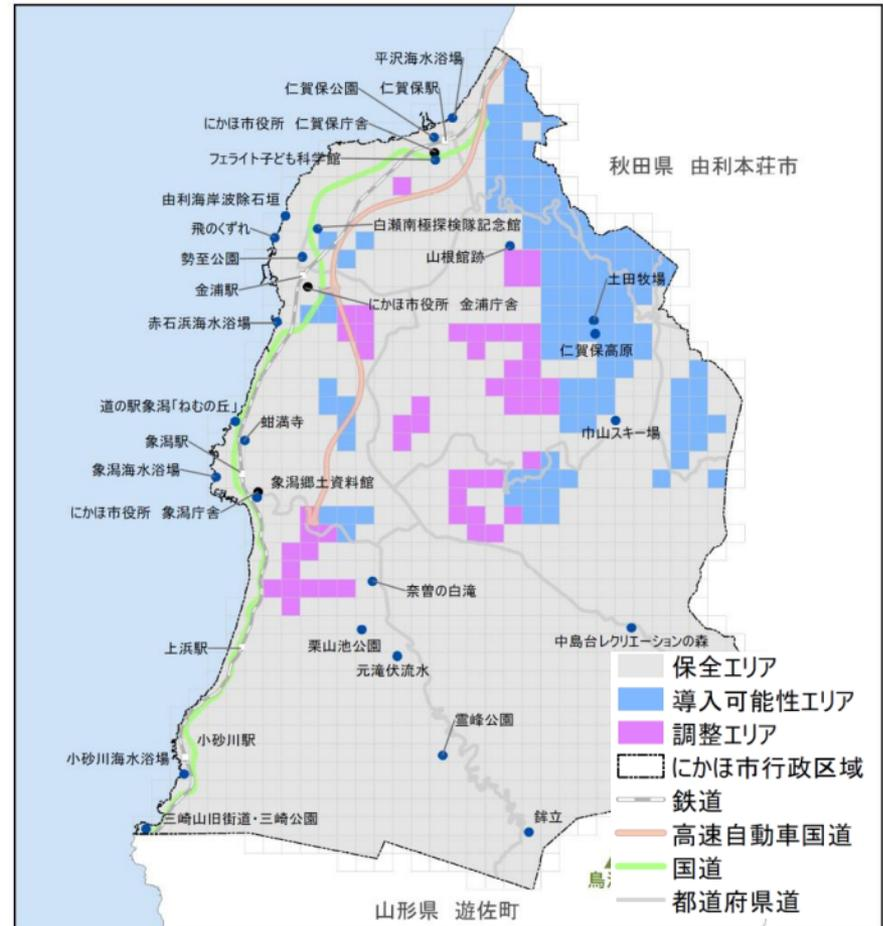 平沢海水浴場
仁賀保公園 仁賀保駅
にかほ市役所 仁賀保庁舎
フェライト子ども科学館
秋田県 由利本荘市
由利海岸波除石垣
飛のくずれ
白瀬南極探検隊記念館
勢至公園
山根館跡
土田牧場
金浦駅
にかほ市役所 金浦庁舎
赤石浜海水浴場
仁賀保高原
道の駅象潟「ねむの丘」
蚶満寺
巾山スキー場
象潟駅
象潟海水浴場
象潟郷土資料館
にかほ市役所 象潟庁舎
奈曽の白滝
上浜駅
栗山池公園
中島台レクリエーションの森
元滝伏流水
霊峰公園
小砂川駅
小砂川海水浴場
三崎山旧街道・三崎公園
鉾立
鳥
山形県 遊佐町
保全エリア
導入可能性エリア
調整エリア
にかほ市行政区域
鉄道
高速自動車国道
国道
都道府県道